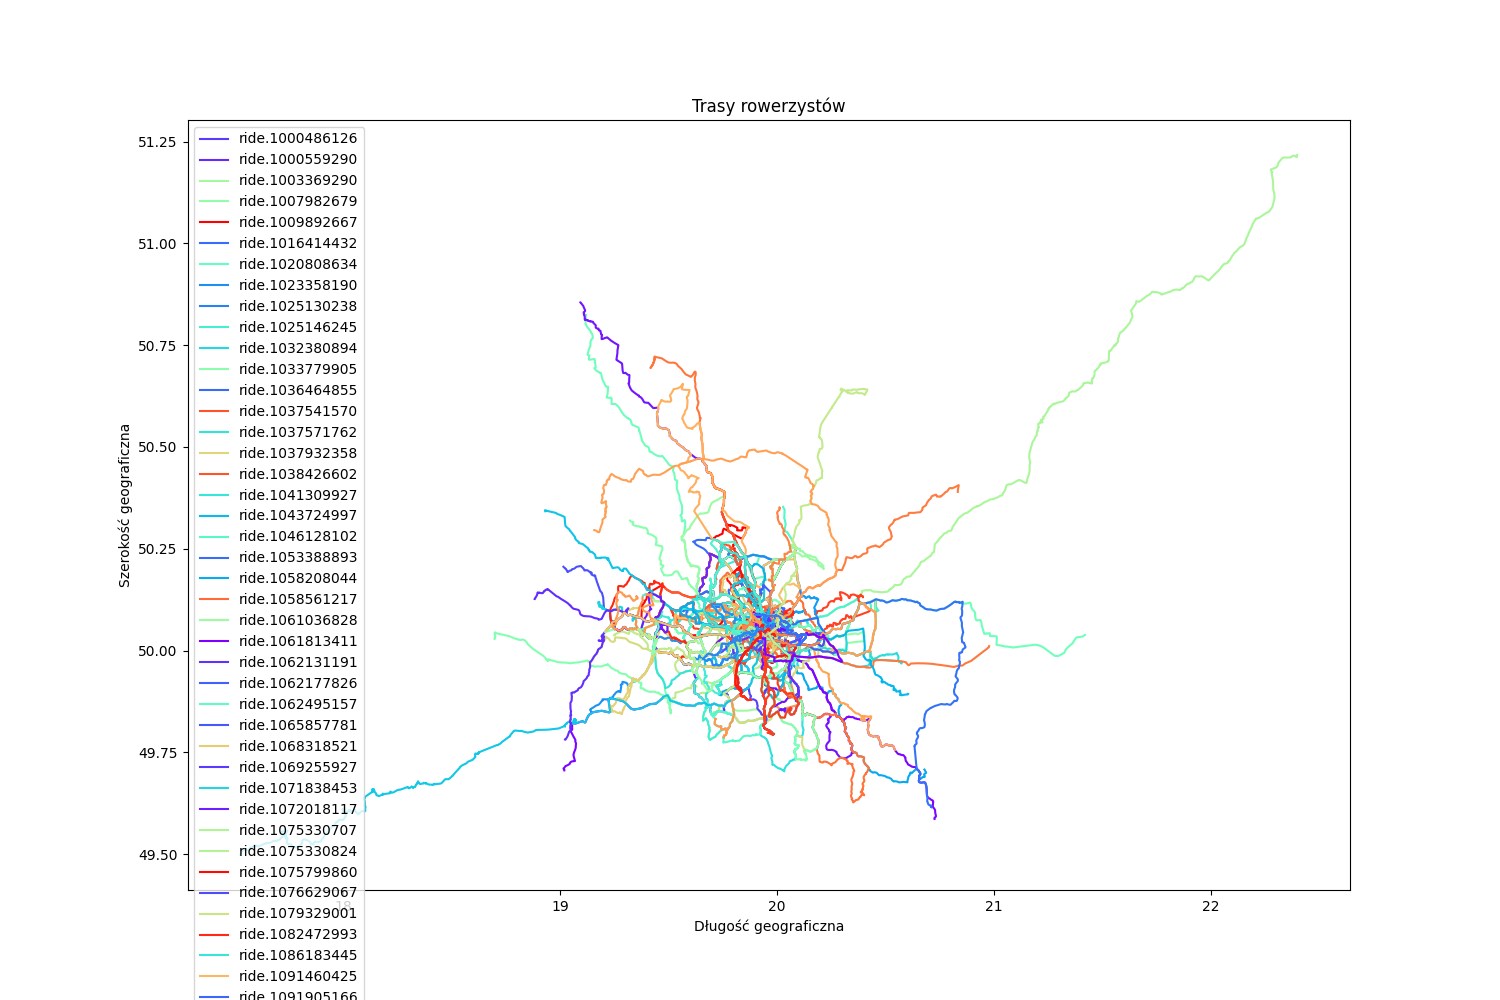 Trasy rowerzystów
51.25
51.00
50.75
50.50
50.25
50.00
49.75
49.50
Szerokość geograficzna
ride.1000486126
ride.1000559290
ride.1003369290
ride.1007982679
ride.1009892667
ride.1016414432
ride.1020808634
ride.1023358190
ride.1025130238
ride.1025146245
ride.1032380894
ride.1033779905
ride.1036464855
ride.1037541570
ride.1037571762
ride.1037932358
ride.1038426602
ride.1041309927
ride.1043724997
ride.1046128102
ride.1053388893
ride.1058208044
ride.1058561217
ride.1061036828
ride.1061813411
ride.1062131191
ride.1062177826
ride.1062495157
ride.1065857781
ride.1068318521
ride.1069255927
ride.1071838453
ride.1072018117
ride.1075330707
ride.1075330824
ride.1075799860
ride.1076629067
ride.1079329001
ride.1082472993
ride.1086183445
ride.1091460425
ride.1091905166
18
19
20
21
22
Długość geograficzna